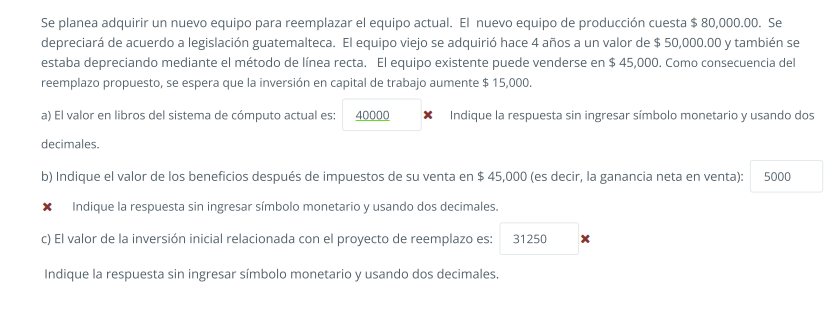 Se planea adquirir un nuevo equipo para reemplazar el equipo actual. El nuevo equipo de producción cuesta $ 80,000.00. Se
depreciará de acuerdo a legislación guatemalteca. El equipo viejo se adquirió hace 4 años a un valor de $ 50,000.00 y también se
estaba depreciando mediante el método de línea recta. El equipo existente puede venderse en $ 45,000. Como consecuencia del
reemplazo propuesto, se espera que la inversión en capital de trabajo aumente $ 15,000.
a) El valor en libros del sistema de cómputo actual es: 40000 ✖ Indique la respuesta sin ingresar símbolo monetario y usando dos
decimales.
b) Indique el valor de los beneficios después de impuestos de su venta en $ 45,000 (es decir, la ganancia neta en venta): 5000
✖ Indique la respuesta sin ingresar símbolo monetario y usando dos decimales.
c) El valor de la inversión inicial relacionada con el proyecto de reemplazo es: 31250 ✖
Indique la respuesta sin ingresar símbolo monetario y usando dos decimales.